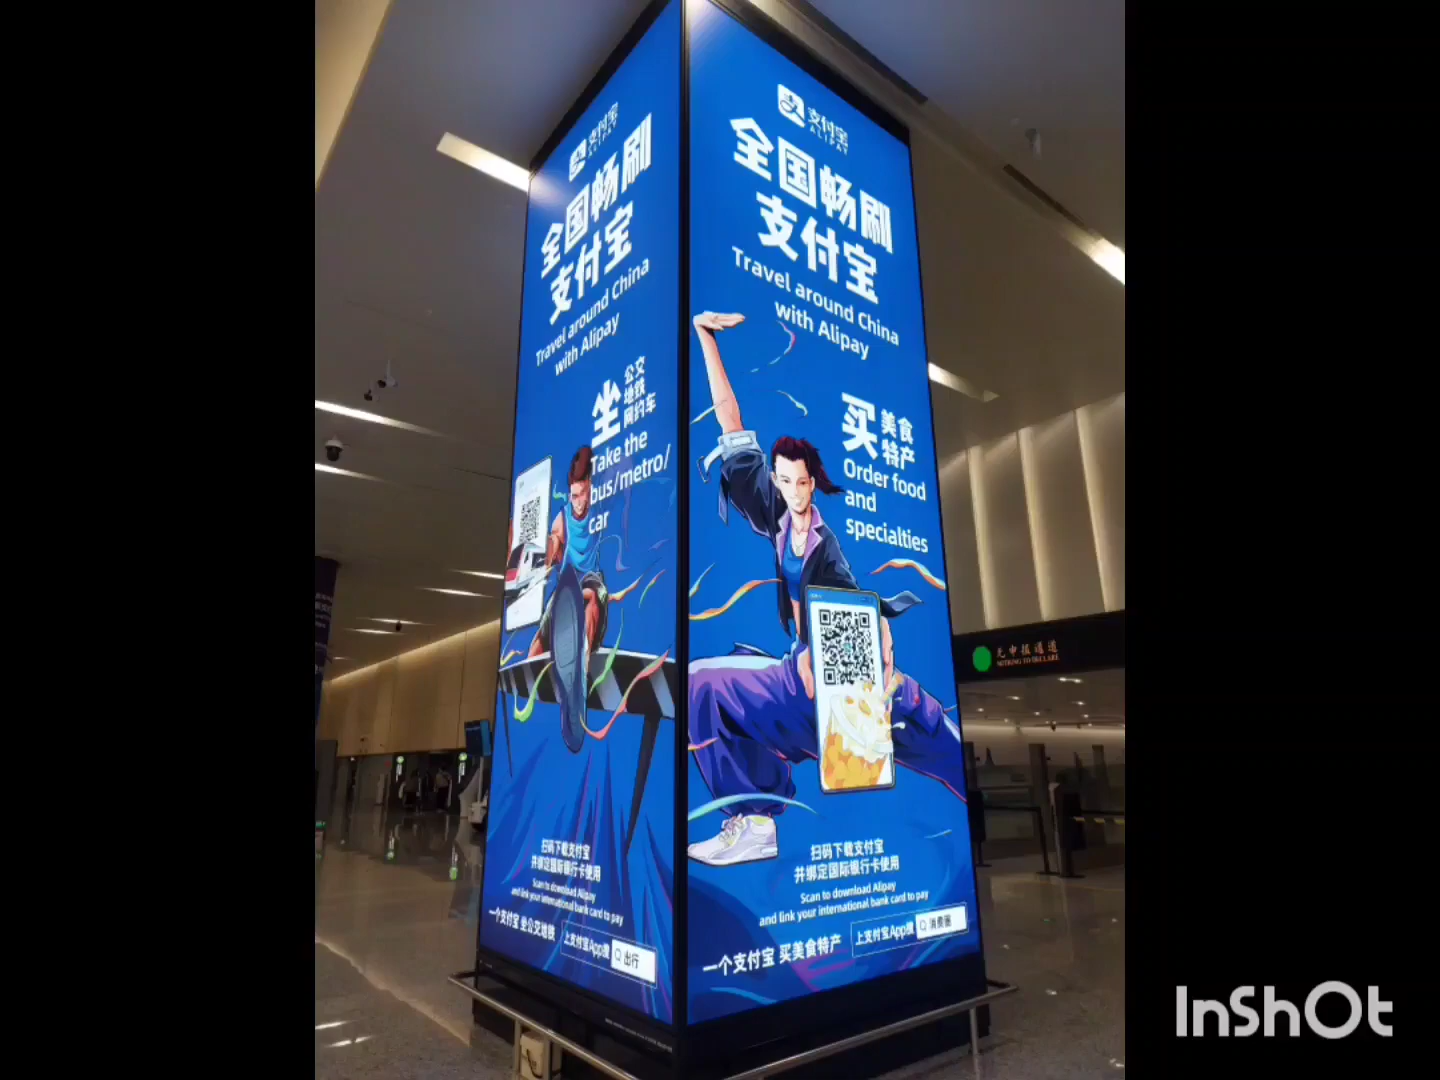 支付宝
ALIPAY
全国畅刷
支付宝
Travel around China
with Alipay
坐
公交
地铁
网约车
Take the
bus/metro/
car
扫码下载支付宝
并绑定国际银行卡使用
Scan to download Alipay
and link your international bank card to pay
一个支付宝 坐公交地铁
上支付宝App搜
出行
支付宝
ALIPAY
全国畅刷
支付宝
Travel around China
with Alipay
买
美食
特产
Order food
and
specialties
扫码下载支付宝
并绑定国际银行卡使用
Scan to download Alipay
and link your international bank card to pay
一个支付宝 买美食特产
上支付宝App搜
消费圈
无申报通道
NOTHING TO DECLARE
InShOt